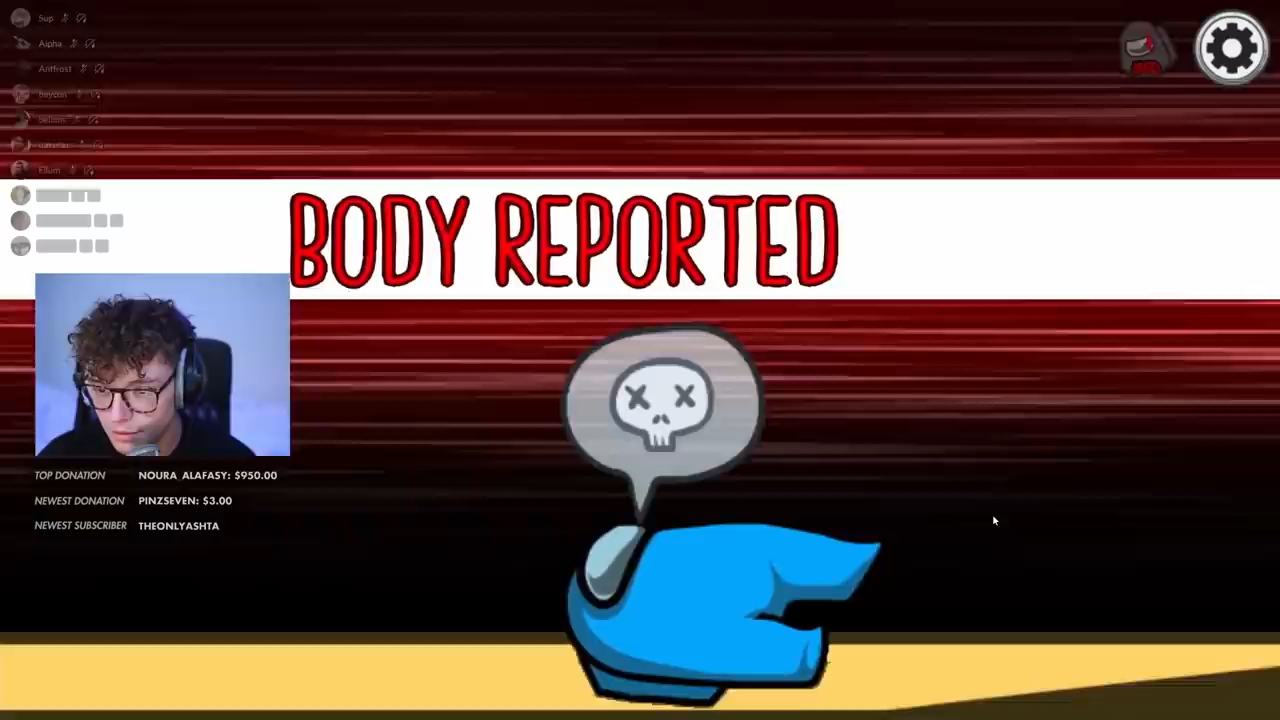 Sup
Alpha
Antfrost
BODY REPORTED
TOP DONATION NOURA_ALAFASY: $950.00
NEWEST DONATION PINZSEVEN: $3.00
NEWEST SUBSCRIBER THEONLYASHTA